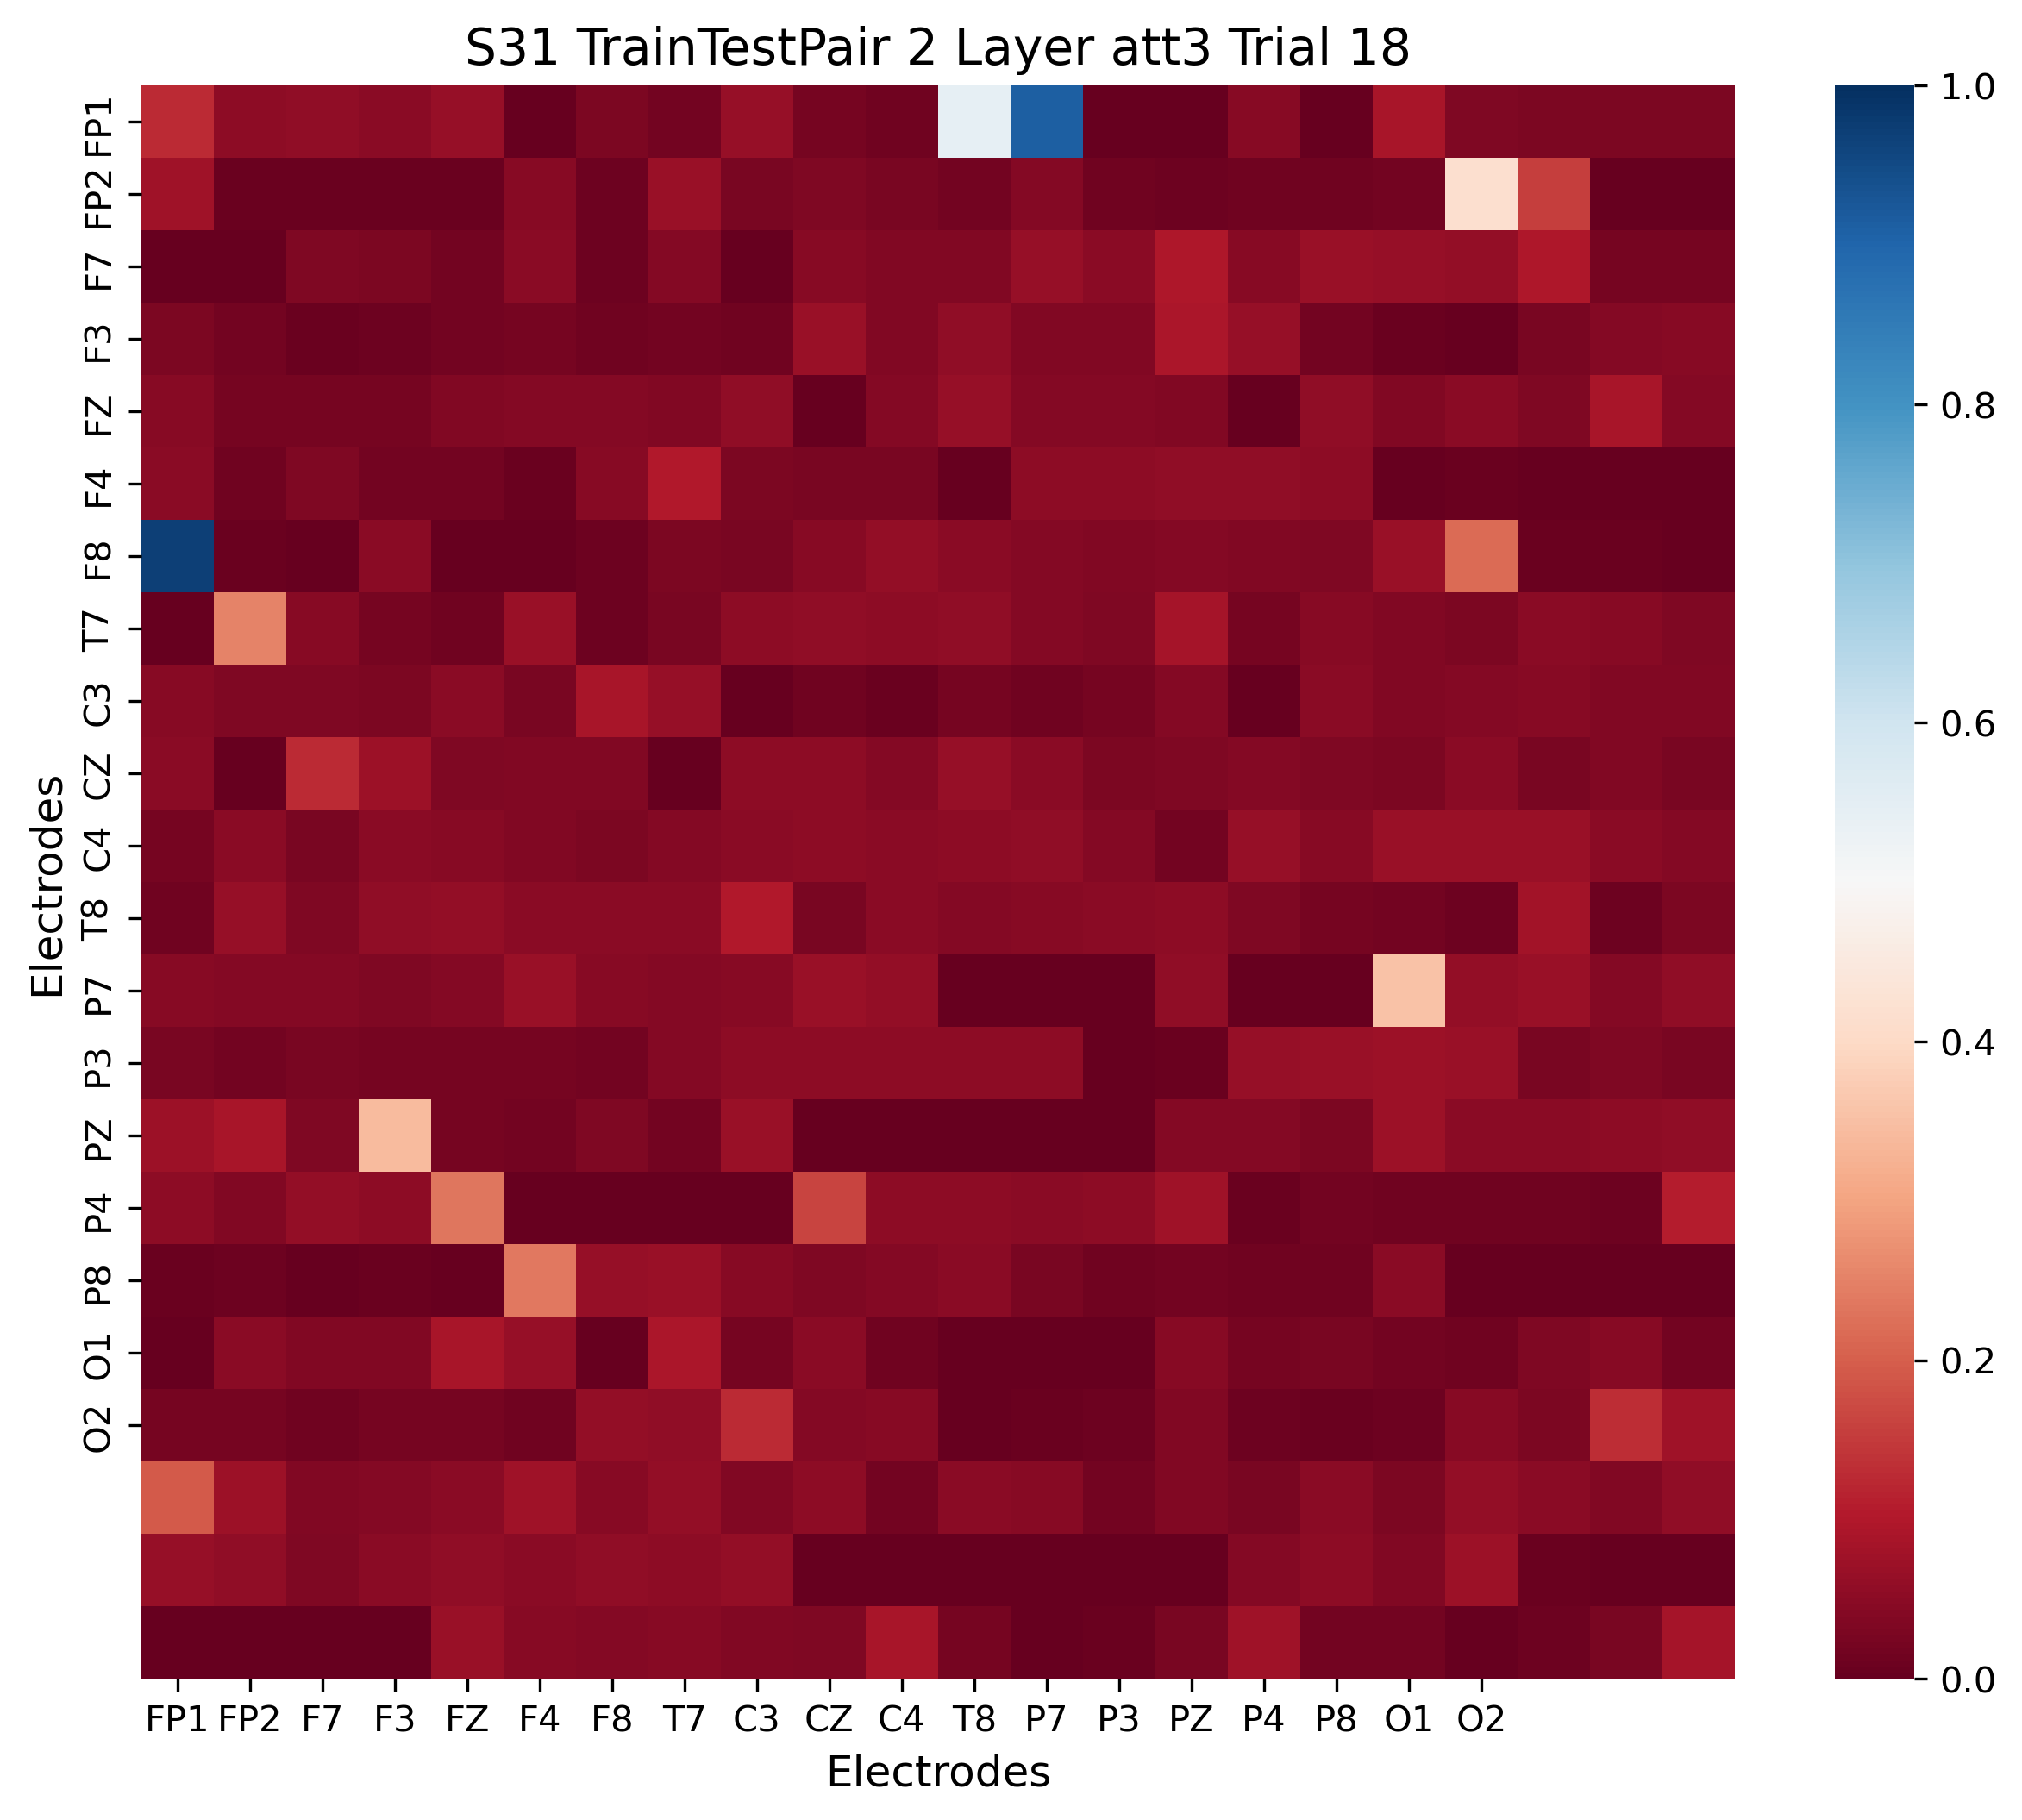 S31 TrainTestPair 2 Layer att3 Trial 18
Electrodes
FP1
FP2
F7
F3
FZ
F4
F8
T7
C3
CZ
C4
T8
P7
P3
PZ
P4
P8
O1
O2
FP1 FP2 F7 F3 FZ F4 F8 T7 C3 CZ C4 T8 P7 P3 PZ P4 P8 O1 O2
Electrodes
1.0
0.8
0.6
0.4
0.2
0.0